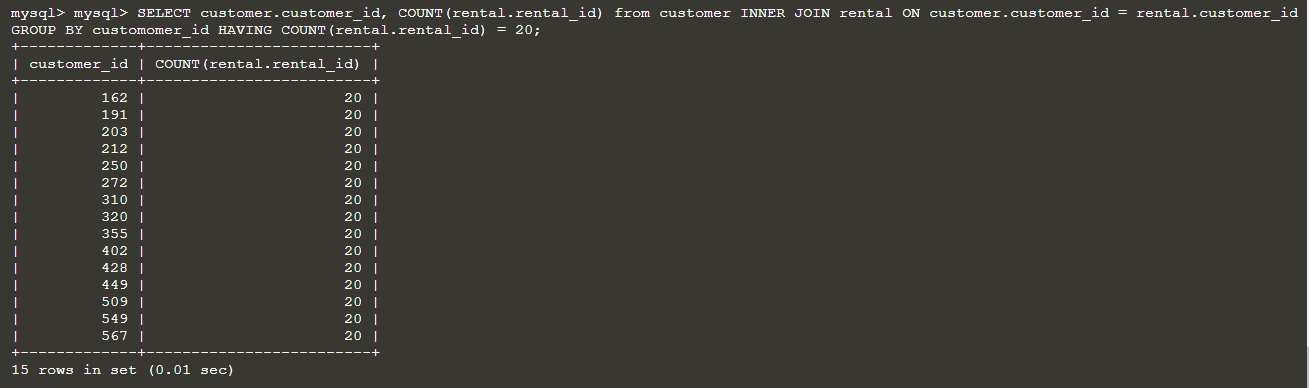 mysql> mysql> SELECT customer.customer_id, COUNT(rental.rental_id) from customer INNER JOIN rental ON customer.customer_id = rental.customer_id
GROUP BY customomer_id HAVING COUNT(rental.rental_id) = 20;
+-------------+-------------------------+
| customer_id | COUNT(rental.rental_id) |
+-------------+-------------------------+
| 162 | 20 |
| 191 | 20 |
| 203 | 20 |
| 212 | 20 |
| 250 | 20 |
| 272 | 20 |
| 310 | 20 |
| 320 | 20 |
| 355 | 20 |
| 402 | 20 |
| 428 | 20 |
| 449 | 20 |
| 509 | 20 |
| 549 | 20 |
| 567 | 20 |
+-------------+-------------------------+
15 rows in set (0.01 sec)